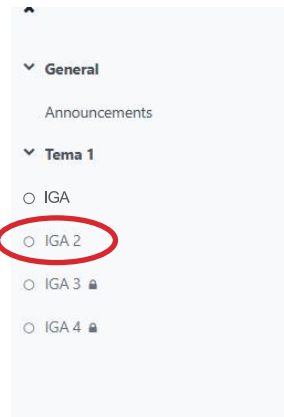 General
Announcements
Tema 1
IGA
IGA 2
IGA 3
IGA 4